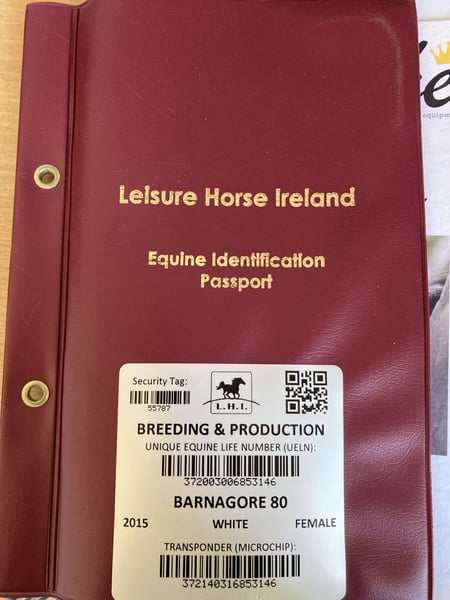 Leisure Horse Ireland
Equine Identification
Passport
Security Tag:
55787
L.H.I.
BREEDING & PRODUCTION
UNIQUE EQUINE LIFE NUMBER (UELN):
372003006853146
BARNAGORE 80
2015 WHITE FEMALE
TRANSPONDER (MICROCHIP):
372140316853146